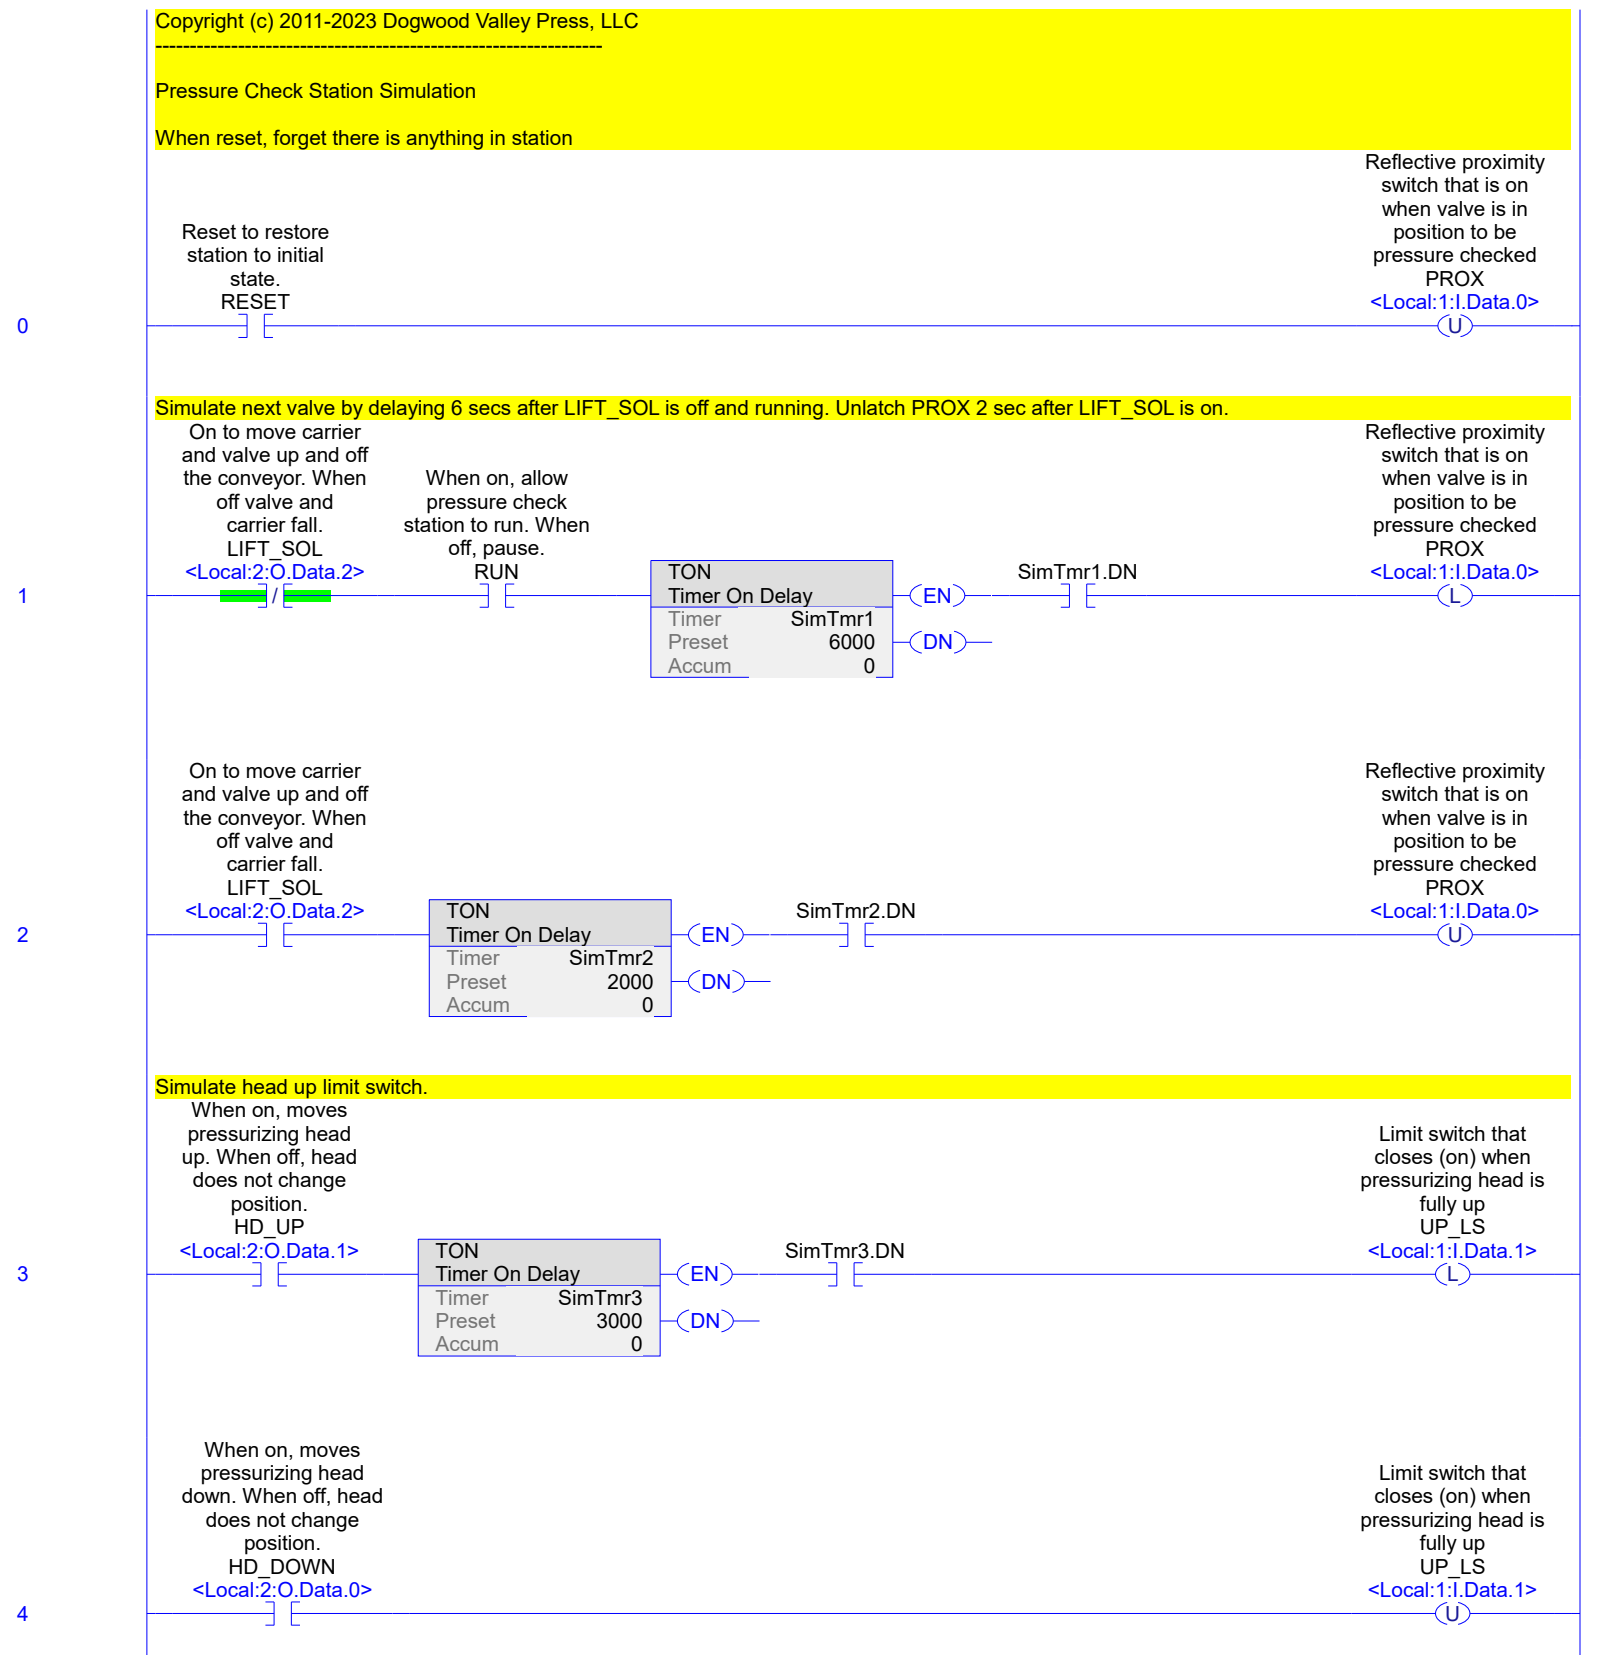 Copyright (c) 2011-2023 Dogwood Valley Press, LLC
-----------------------------------------------------------------
Pressure Check Station Simulation
When reset, forget there is anything in station
Reset to restore
station to initial
state.
RESET
Reflective proximity
switch that is on
when valve is in
position to be
pressure checked
PROX
<Local:1:I.Data.0>
0
U
Simulate next valve by delaying 6 secs after LIFT_SOL is off and running. Unlatch PROX 2 sec after LIFT_SOL is on.
On to move carrier
and valve up and off
the conveyor. When
off valve and
carrier fall.
LIFT_SOL
<Local:2:O.Data.2>
When on, allow
pressure check
station to run. When
off, pause.
RUN
TON
Timer On Delay
Timer SimTmr1
Preset 6000
Accum 0
EN
DN
SimTmr1.DN
Reflective proximity
switch that is on
when valve is in
position to be
pressure checked
PROX
<Local:1:I.Data.0>
1
/
L
On to move carrier
and valve up and off
the conveyor. When
off valve and
carrier fall.
LIFT_SOL
<Local:2:O.Data.2>
TON
Timer On Delay
Timer SimTmr2
Preset 2000
Accum 0
EN
DN
SimTmr2.DN
Reflective proximity
switch that is on
when valve is in
position to be
pressure checked
PROX
<Local:1:I.Data.0>
2
U
Simulate head up limit switch.
When on, moves
pressurizing head
up. When off, head
does not change
position.
HD_UP
<Local:2:O.Data.1>
TON
Timer On Delay
Timer SimTmr3
Preset 3000
Accum 0
EN
DN
SimTmr3.DN
Limit switch that
closes (on) when
pressurizing head is
fully up
UP_LS
<Local:1:I.Data.1>
3
L
When on, moves
pressurizing head
down. When off, head
does not change
position.
HD_DOWN
<Local:2:O.Data.0>
Limit switch that
closes (on) when
pressurizing head is
fully up
UP_LS
<Local:1:I.Data.1>
4
U